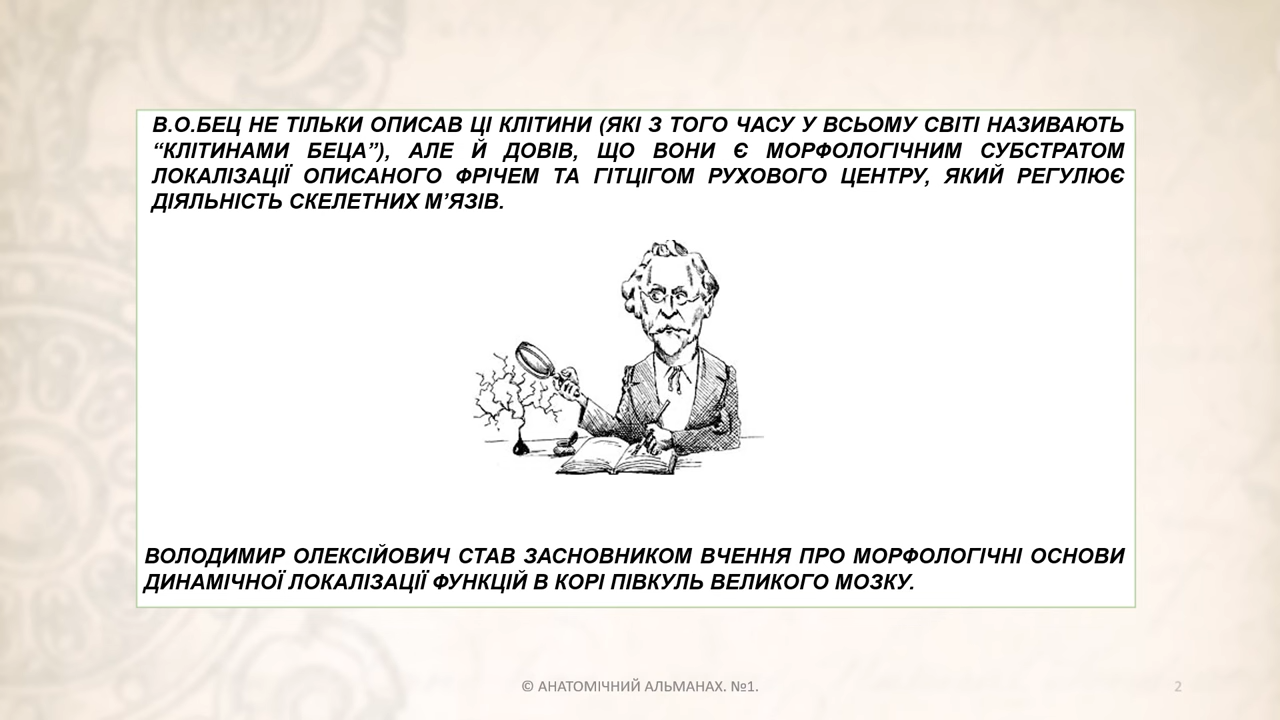 В.О.БЕЦ НЕ ТІЛЬКИ ОПИСАВ ЦІ КЛІТИНИ (ЯКІ З ТОГО ЧАСУ У ВСЬОМУ СВІТІ НАЗИВАЮТЬ
“КЛІТИНАМИ БЕЦА”), АЛЕ Й ДОВІВ, ЩО ВОНИ Є МОРФОЛОГІЧНИМ СУБСТРАТОМ
ЛОКАЛІЗАЦІЇ ОПИСАНОГО ФРІЧЕМ ТА ГІТЦІГОМ РУХОВОГО ЦЕНТРУ, ЯКИЙ РЕГУЛЮЄ
ДІЯЛЬНІСТЬ СКЕЛЕТНИХ М’ЯЗІВ.
ВОЛОДИМИР ОЛЕКСІЙОВИЧ СТАВ ЗАСНОВНИКОМ ВЧЕННЯ ПРО МОРФОЛОГІЧНІ ОСНОВИ
ДИНАМІЧНОЇ ЛОКАЛІЗАЦІЇ ФУНКЦІЙ В КОРІ ПІВКУЛЬ ВЕЛИКОГО МОЗКУ.
© АНАТОМІЧНИЙ АЛЬМАНАХ. №1.
2